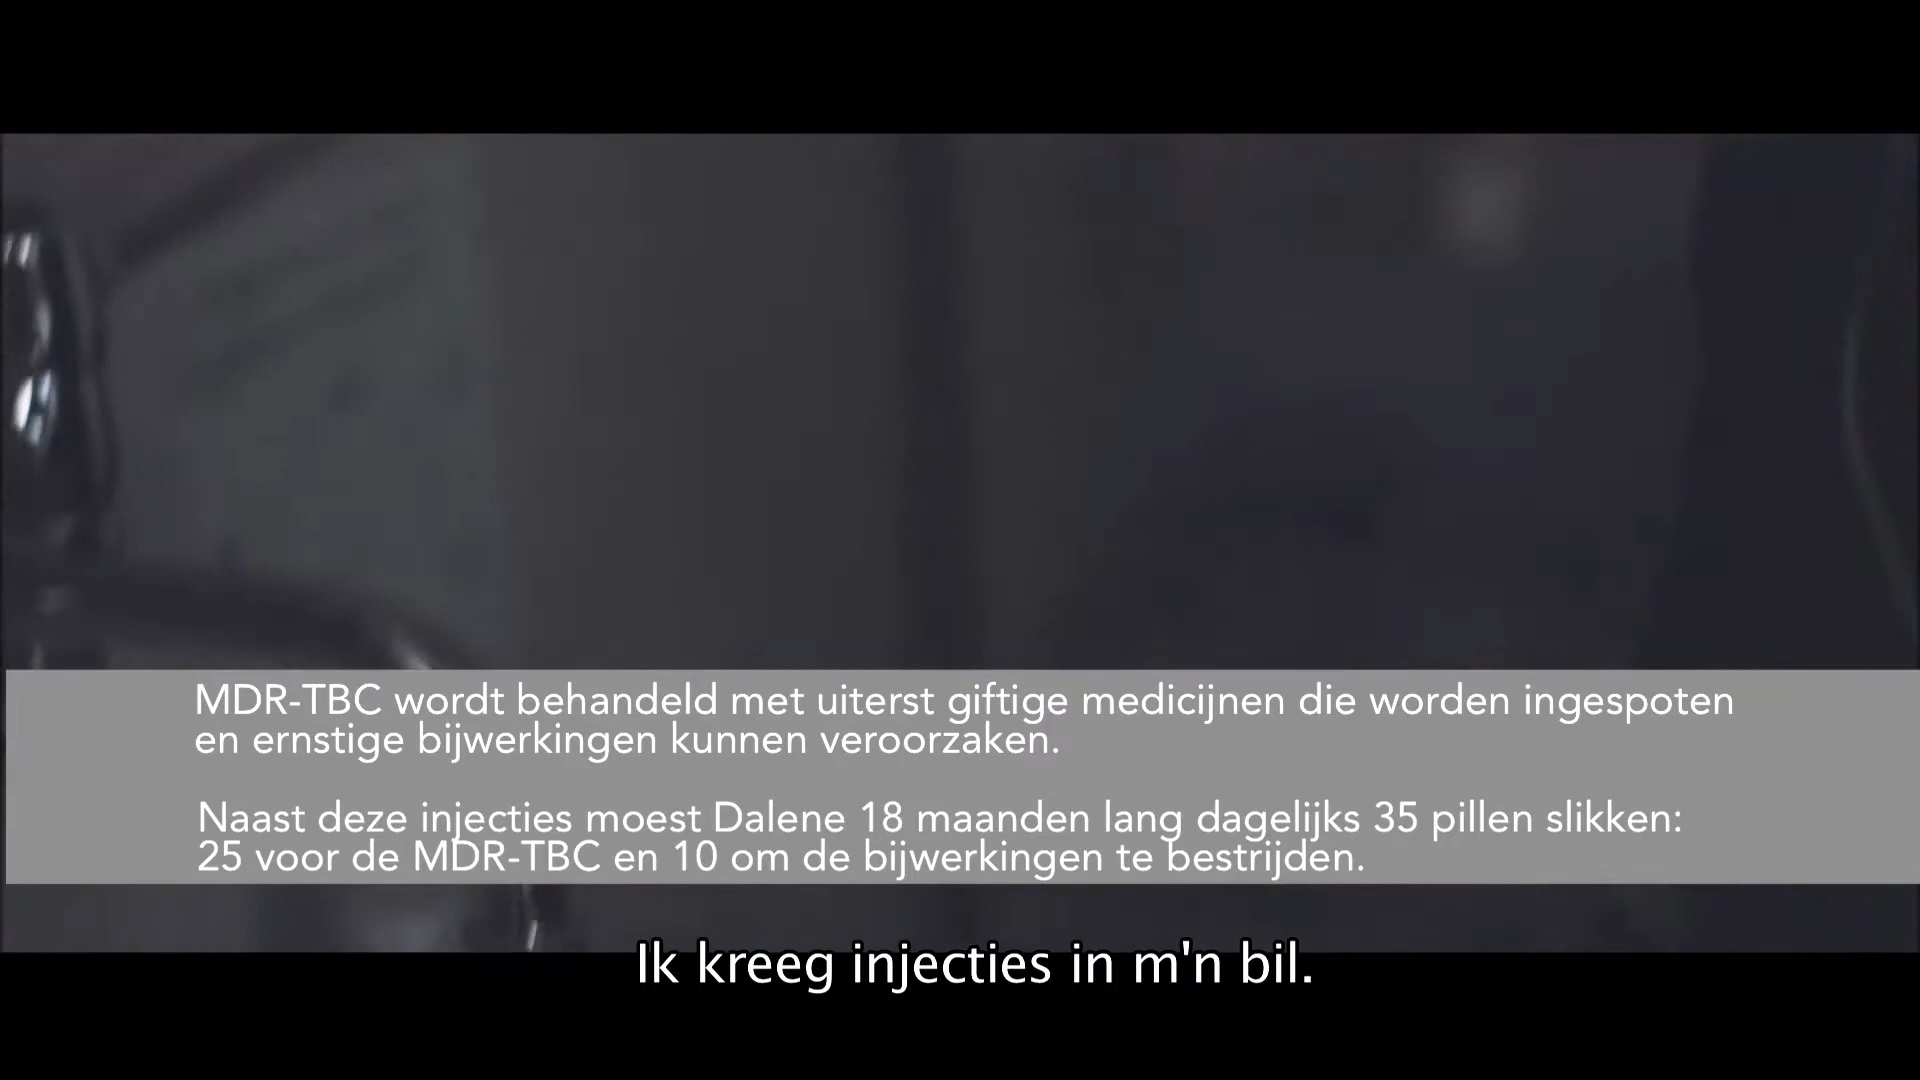 MDR-TBC wordt behandeld met uiterst giftige medicijnen die worden ingespoten
en ernstige bijwerkingen kunnen veroorzaken.
Naast deze injecties moest Dalene 18 maanden lang dagelijks 35 pillen slikken:
25 voor de MDR-TBC en 10 om de bijwerkingen te bestrijden.
Ik kreeg injecties in m'n bil.